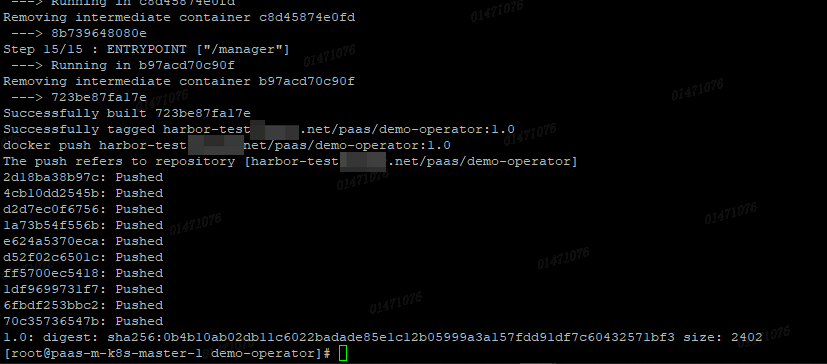 ---> Running in c8d45874e0fd
Removing intermediate container c8d45874e0fd
---> 8b739648080e
Step 15/15 : ENTRYPOINT ["/manager"]
---> Running in b97acd70c90f
Removing intermediate container b97acd70c90f
---> 723be87fa17e
Successfully built 723be87fa17e
Successfully tagged harbor-test .net/paas/demo-operator:1.0
docker push harbor-test net/paas/demo-operator:1.0
The push refers to repository [harbor-test .net/paas/demo-operator]
2d18ba38b97c: Pushed
4cb10dd2545b: Pushed
d2d7ec0f6756: Pushed
1a73b54f556b: Pushed
e624a5370eca: Pushed
d52f02c6501c: Pushed
ff5700ec5418: Pushed
1df9699731f7: Pushed
6fbdf253bbc2: Pushed
70c35736547b: Pushed
1.0: digest: sha256:0b4b10ab02db11c6022badade85e1c12b05999a3a157fdd91df7c60432571bf3 size: 2402
[root@paas-m-k8s-master-1 demo-operator]#
01471076
01471076
01471076
01471076
01471076
01471076
01471076
01471076
01471076